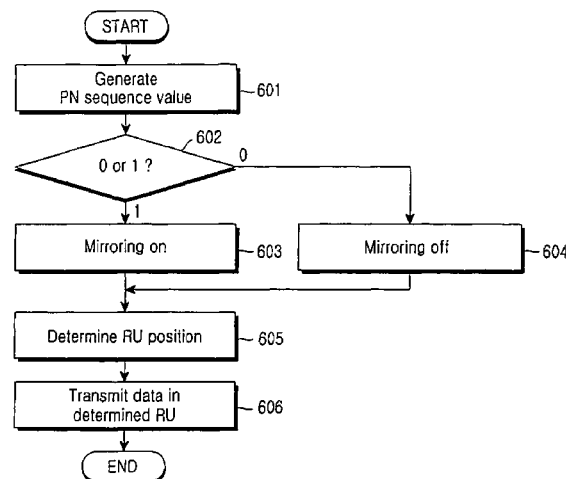 START
Generate
PN sequence value
601
602
0 or 1 ?
0
1
Mirroring on
603
Mirroring off
604
Determine RU position
605
Transmit data in
determined RU
606
END